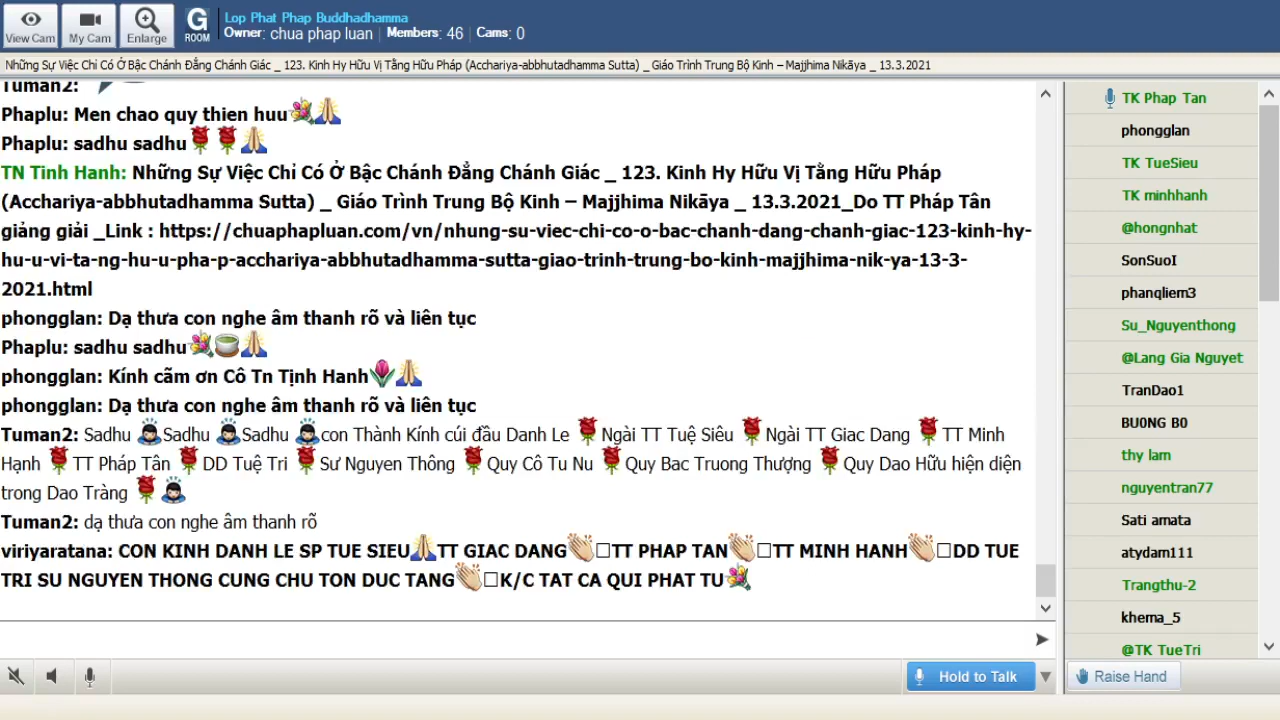 View Cam
My Cam
Enlarge
G
ROOM
Lop Phat Phap Buddhadhamma
Owner: chua phap luan Members: 46 Cams: 0
Những Sự Việc Chỉ Có Ở Bậc Chánh Đẳng Chánh Giác _ 123. Kinh Hy Hữu Vị Tằng Hữu Pháp (Acchariya-abbhutadhamma Sutta) _ Giáo Trình Trung Bộ Kinh – Majjhima Nikāya _ 13.3.2021
Tuman2:
Phaplu: Men chao quy thien huu💐🙏
Phaplu: sadhu sadhu🌹🌹🙏
TN Tinh Hanh: Những Sự Việc Chỉ Có Ở Bậc Chánh Đẳng Chánh Giác _ 123. Kinh Hy Hữu Vị Tằng Hữu Pháp
(Acchariya-abbhutadhamma Sutta) _ Giáo Trình Trung Bộ Kinh – Majjhima Nikāya _ 13.3.2021_Do TT Pháp Tân
giảng giải _Link : https://chuaphapluan.com/vn/nhung-su-viec-chi-co-o-bac-chanh-dang-chanh-giac-123-kinh-hy-
hu-u-vi-ta-ng-hu-u-pha-p-acchariya-abbhutadhamma-sutta-giao-trinh-trung-bo-kinh-majjhima-nik-ya-13-3-
2021.html
phongglan: Dạ thưa con nghe âm thanh rõ và liên tục
Phaplu: sadhu sadhu💐🍵🙏
phongglan: Kính cãm ơn Cô Tn Tịnh Hanh🌷🙏
phongglan: Dạ thưa con nghe âm thanh rõ và liên tục
Tuman2: Sadhu 🙇Sadhu 🙇Sadhu 🙇con Thành Kính cúi đầu Danh Le 🌹Ngài TT Tuệ Siêu 🌹Ngài TT Giac Dang 🌹TT Minh
Hạnh 🌹TT Pháp Tân 🌹DD Tuệ Tri 🌹Sư Nguyen Thông 🌹Quy Cô Tu Nu 🌹Quy Bac Truong Thượng 🌹Quy Dao Hữu hiện diện
trong Dao Tràng 🌹🙇
Tuman2: dạ thưa con nghe âm thanh rõ
viriyaratana: CON KINH DANH LE SP TUE SIEU🙏TT GIAC DANG👏□TT PHAP TAN👏□TT MINH HANH👏□DD TUE
TRI SU NGUYEN THONG CUNG CHU TON DUC TANG👏□K/C TAT CA QUI PHAT TU💐
Hold to Talk
TK Phap Tan
phongglan
TK TueSieu
TK minhhanh
@hongnhat
SonSuoI
phanqliem3
Su_Nguyenthong
@Lang Gia Nguyet
TranDao1
BU0NG B0
thy lam
nguyentran77
Sati amata
atydam111
Trangthu-2
khema_5
@TK TueTri
Raise Hand